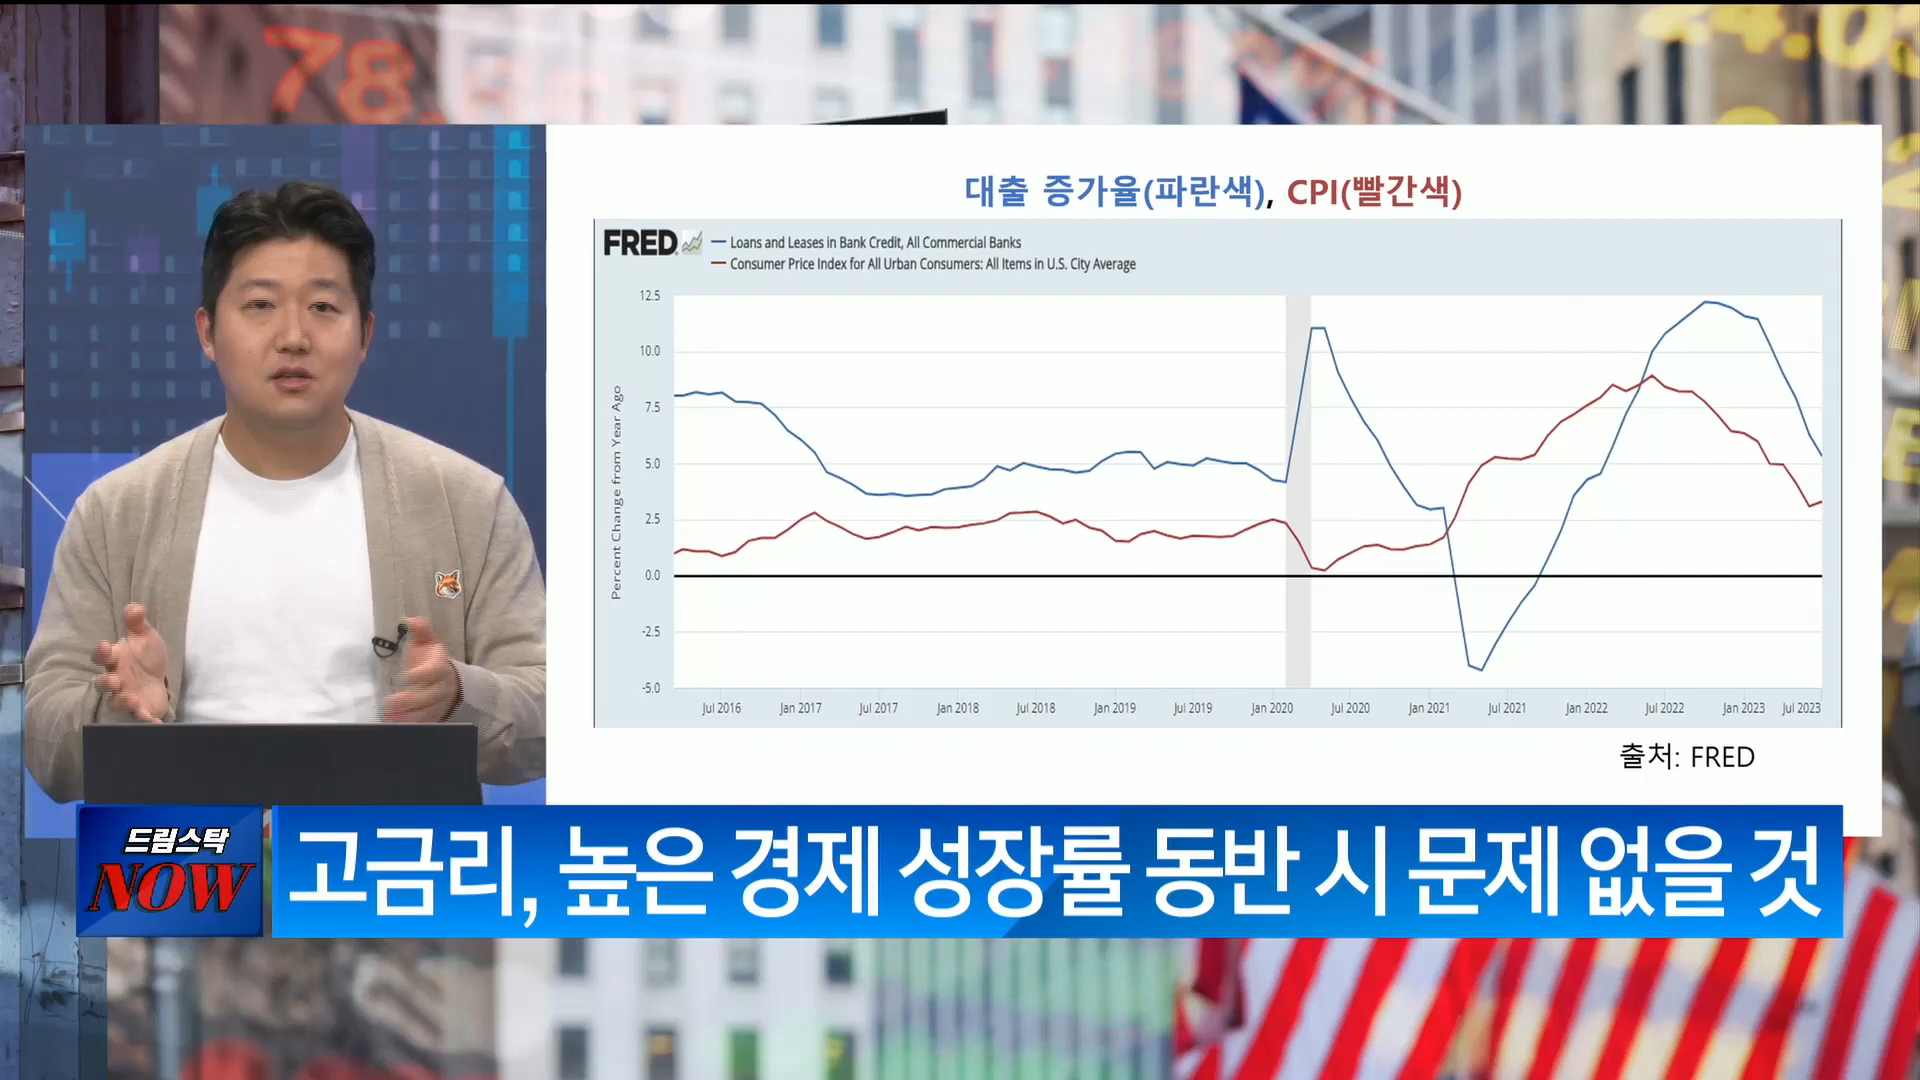 대출 증가율(파란색), CPI(빨간색)
FRED
Loans and Leases in Bank Credit, All Commercial Banks
Consumer Price Index for All Urban Consumers: All Items in U.S. City Average
Percent Change from Year Ago
12.5
10.0
7.5
5.0
2.5
0.0
-2.5
-5.0
Jul 2016 Jan 2017 Jul 2017 Jan 2018 Jul 2018 Jan 2019 Jul 2019 Jan 2020 Jul 2020 Jan 2021 Jul 2021 Jan 2022 Jul 2022 Jan 2023 Jul 2023
출처: FRED
드림스탁
NOW
고금리, 높은 경제 성장률 동반 시 문제 없을 것